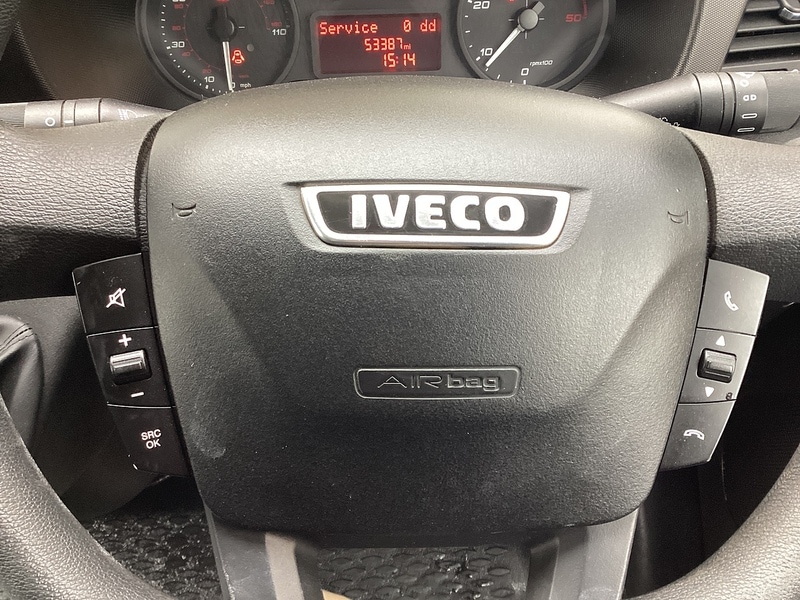 Service 0 dd
53387mi
15:14
30
10
0 mph
110
20
10
0
rpmx100
50
IVECO
AIRbag
+
-
SRC
OK
a